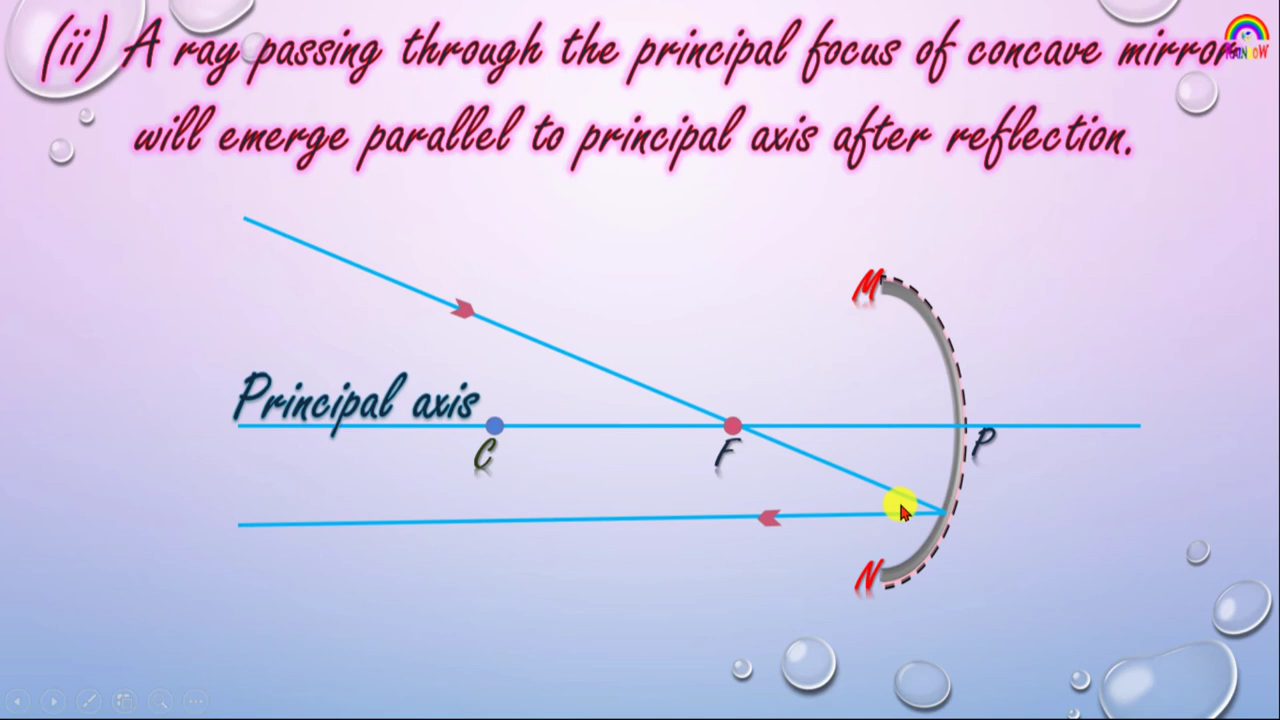 (ii) A ray passing through the principal focus of concave mirror
RAINBOW
will emerge parallel to principal axis after reflection.
M
Principal axis
C
F
P
N